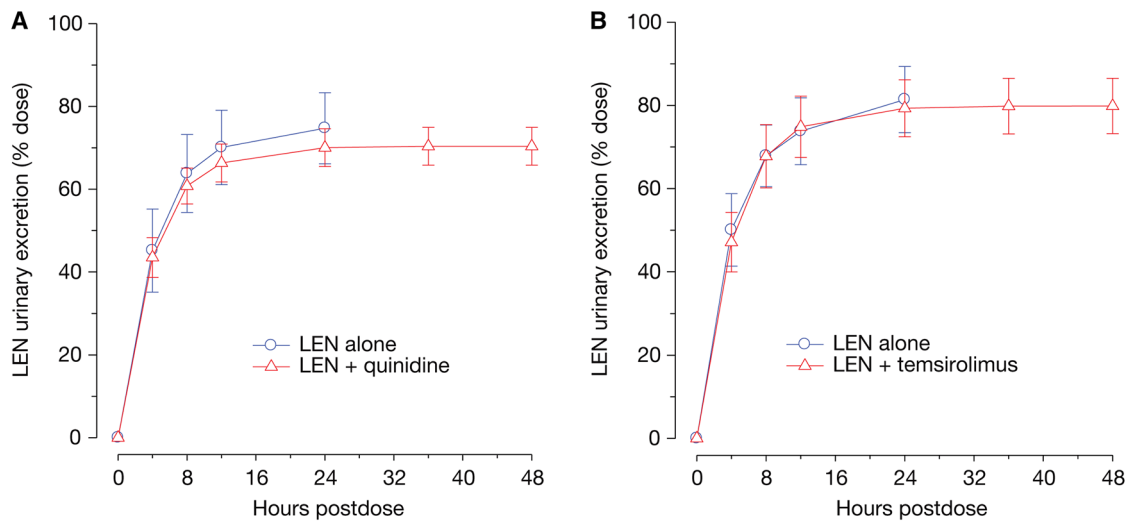 A
LEN urinary excretion (% dose)
100
80
60
40
20
0
LEN alone
LEN + quinidine
0 8 16 24 32 40 48
Hours postdose
B
LEN urinary excretion (% dose)
100
80
60
40
20
0
LEN alone
LEN + temsirolimus
0 8 16 24 32 40 48
Hours postdose